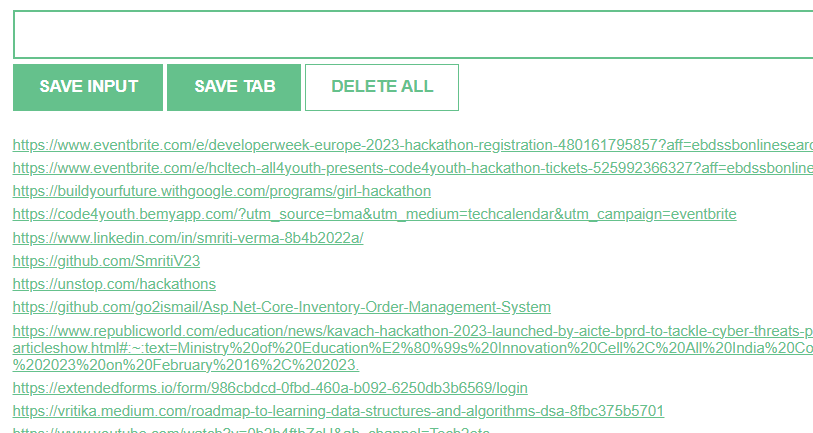 SAVE INPUT SAVE TAB DELETE ALL
https://www.eventbrite.com/e/developerweek-europe-2023-hackathon-registration-480161795857?aff=ebdssbonlinesearc
https://www.eventbrite.com/e/hcltech-all4youth-presents-code4youth-hackathon-tickets-525992366327?aff=ebdssbonline
https://buildyourfuture.withgoogle.com/programs/girl-hackathon
https://code4youth.bemyapp.com/?utm_source=bma&utm_medium=techcalendar&utm_campaign=eventbrite
https://www.linkedin.com/in/smriti-verma-8b4b2022a/
https://github.com/SmritiV23
https://unstop.com/hackathons
https://github.com/go2ismail/Asp.Net-Core-Inventory-Order-Management-System
https://www.republicworld.com/education/news/kavach-hackathon-2023-launched-by-aicte-bprd-to-tackle-cyber-threats-p
articleshow.html#:~:text=Ministry%20of%20Education%E2%80%99s%20Innovation%20Cell%2C%20All%20India%20Co
%202023%20on%20February%2016%2C%202023.
https://extendedforms.io/form/986cbdcd-0fbd-460a-b092-6250db3b6569/login
https://vritika.medium.com/roadmap-to-learning-data-structures-and-algorithms-dsa-8fbc375b5701